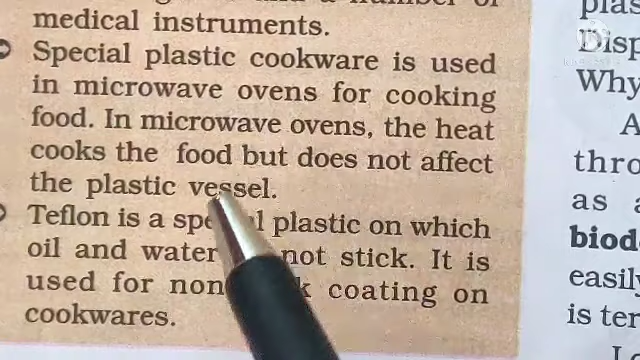 medical instruments.
Special plastic cookware is used
in microwave ovens for cooking
food. In microwave ovens, the heat
cooks the food but does not affect
the plastic vessel.
Teflon is a plastic on which
oil and water not stick. It is
used for coating on
cookwares.
Disp
Why
A
thro
as a
biod
easily
is ter